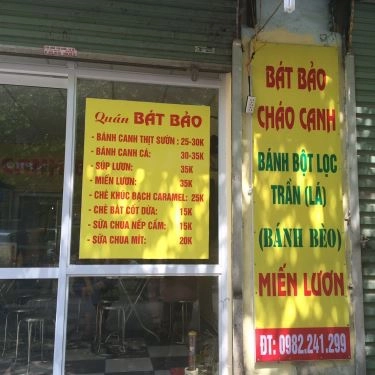 Quán BÁT BẢO
- BÁNH CANH THỊT SƯỜN : 25-30K
- BÁNH CANH CÁ: 30-35K
- SÚP LƯƠN: 35K
- MIẾN LƯƠN: 35K
- CHÈ KHÚC BẠCH CARAMEL: 25K
- CHÈ BÁT CỐT DỪA: 15K
- SỮA CHUA NẾP CẨM: 15K
- SỮA CHUA MÍT: 20K
BÁT BẢO
CHÁO CANH
BÁNH BỘT LỌC
TRẦN (LÁ)
(BÁNH BÈO)
MIẾN LƯƠN
ĐT: 0982.241.299